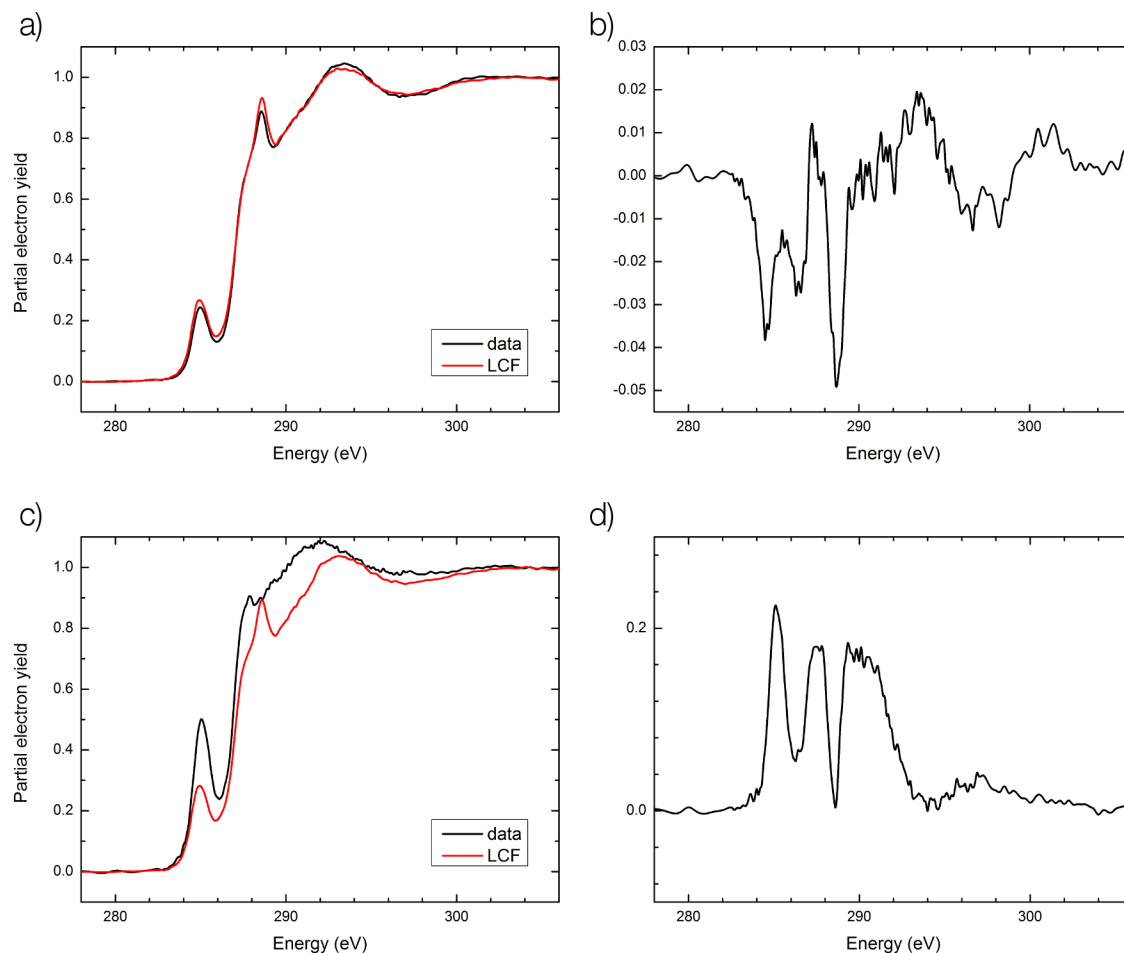 a)
Partial electron yield
1.0
0.8
0.6
0.4
0.2
0.0
data
LCF
280
290
300
Energy (eV)
b)
0.03
0.02
0.01
0.00
-0.01
-0.02
-0.03
-0.04
-0.05
280
290
300
Energy (eV)
c)
Partial electron yield
1.0
0.8
0.6
0.4
0.2
0.0
data
LCF
280
290
300
Energy (eV)
d)
0.2
0.0
280
290
300
Energy (eV)